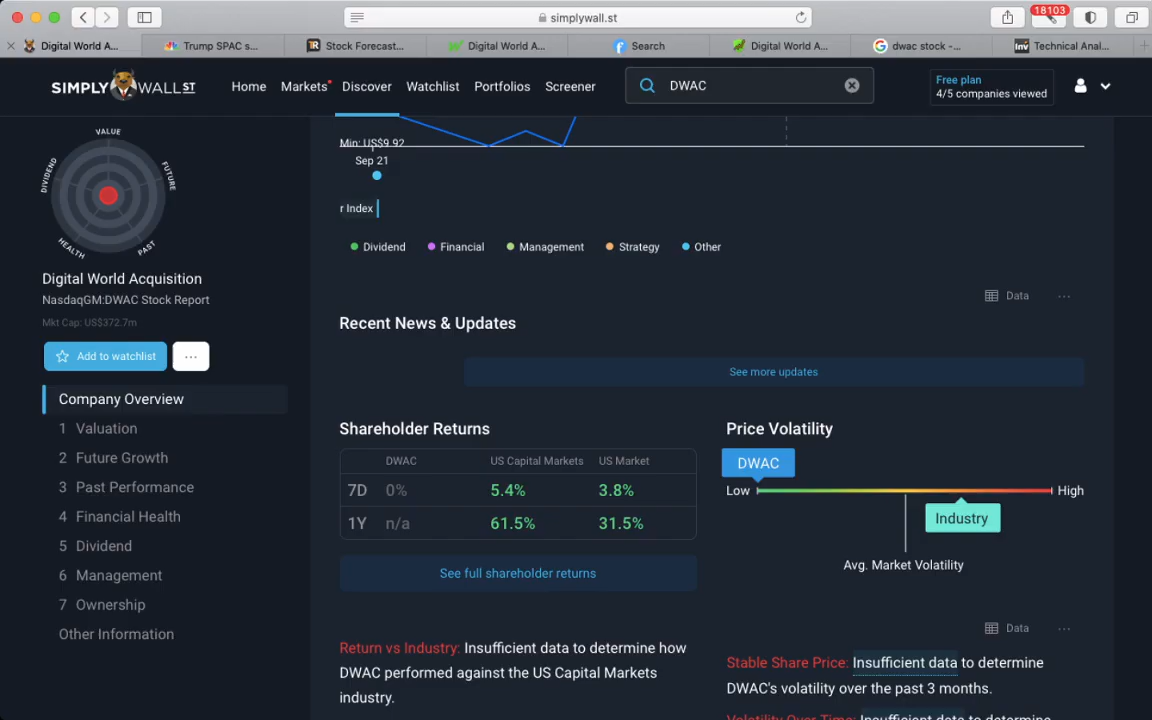 18103
simplywall.st
Digital World A...
Trump SPAC s...
Stock Forecast...
Digital World A...
Search
Digital World A...
dwac stock -...
Technical Anal...
SIMPLY WALL ST
Home
Markets
Discover
Watchlist
Portfolios
Screener
DWAC
Free plan
4/5 companies viewed
VALUE
FUTURE
PAST
HEALTH
DIVIDEND
Digital World Acquisition
NasdaqGM:DWAC Stock Report
Mkt Cap: US$372.7m
Add to watchlist
...
Company Overview
1 Valuation
2 Future Growth
3 Past Performance
4 Financial Health
5 Dividend
6 Management
7 Ownership
Other Information
Min: US$9.92
Sep 21
r Index
Dividend Financial Management Strategy Other
Data ...
Recent News & Updates
See more updates
Shareholder Returns
DWAC US Capital Markets US Market
7D 0% 5.4% 3.8%
1Y n/a 61.5% 31.5%
See full shareholder returns
Return vs Industry: Insufficient data to determine how
DWAC performed against the US Capital Markets
industry.
Price Volatility
DWAC
Low High
Industry
Avg. Market Volatility
Data ...
Stable Share Price: Insufficient data to determine
DWAC's volatility over the past 3 months.
Volatility Over Time: Insufficient data to determine